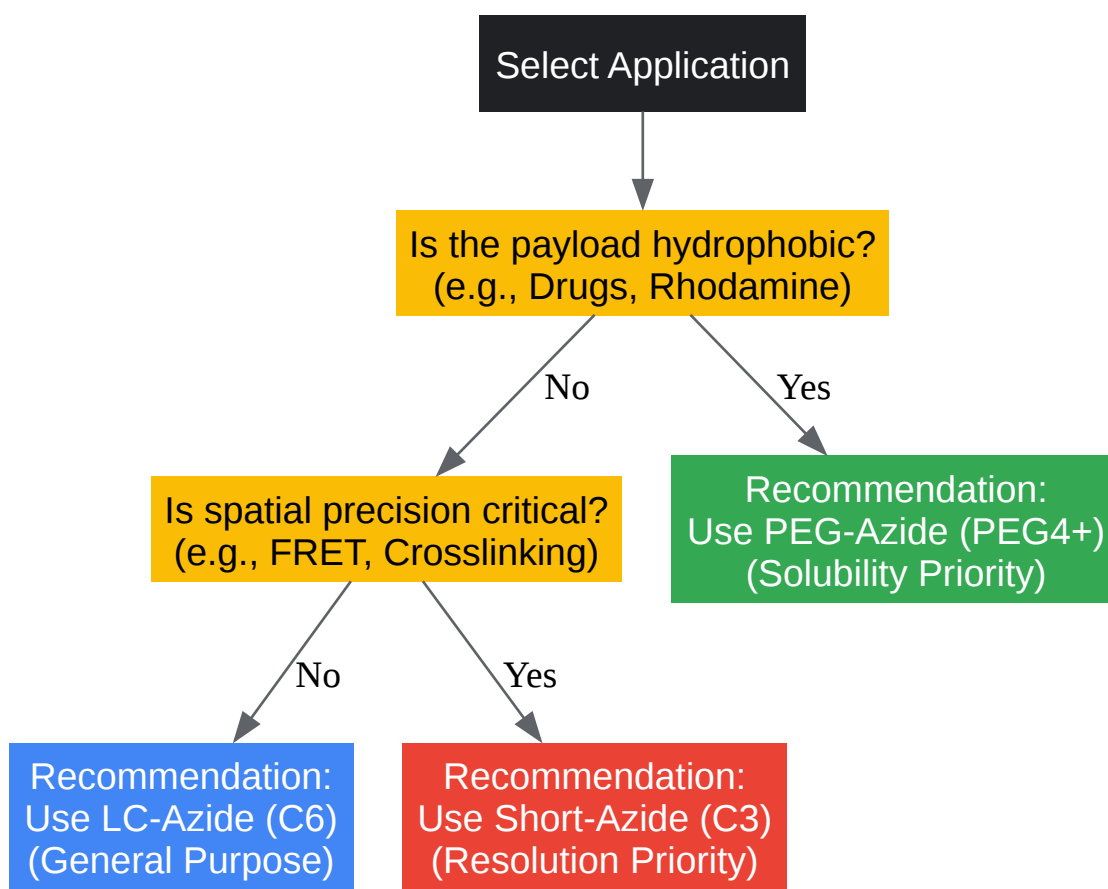 Select Application
Is the payload hydrophobic?
(e.g., Drugs, Rhodamine)
No
Yes
Is spatial precision critical?
(e.g., FRET, Crosslinking)
Recommendation:
Use PEG-Azide (PEG4+)
(Solubility Priority)
No
Yes
Recommendation:
Use LC-Azide (C6)
(General Purpose)
Recommendation:
Use Short-Azide (C3)
(Resolution Priority)